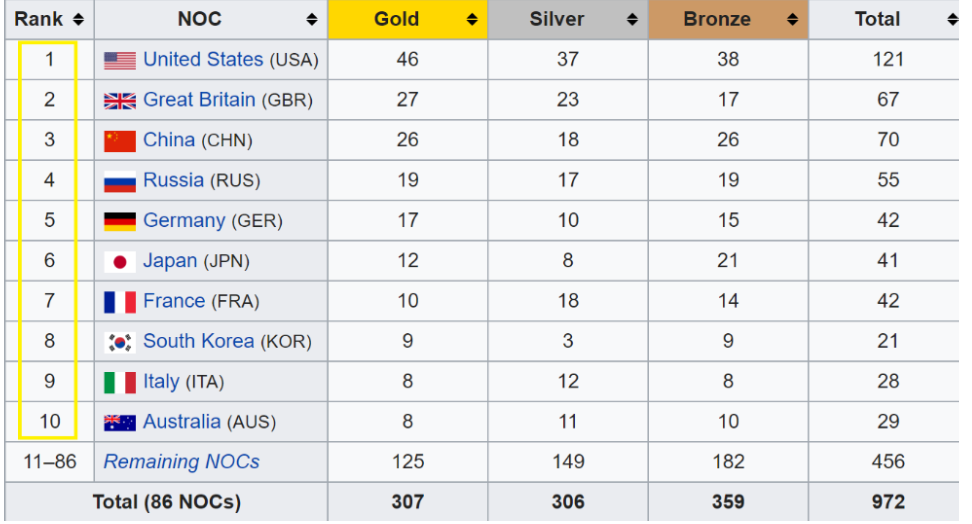 Rank NOC Gold Silver Bronze Total
1 United States (USA) 46 37 38 121
2 Great Britain (GBR) 27 23 17 67
3 China (CHN) 26 18 26 70
4 Russia (RUS) 19 17 19 55
5 Germany (GER) 17 10 15 42
6 Japan (JPN) 12 8 21 41
7 France (FRA) 10 18 14 42
8 South Korea (KOR) 9 3 9 21
9 Italy (ITA) 8 12 8 28
10 Australia (AUS) 8 11 10 29
11–86 Remaining NOCs 125 149 182 456
Total (86 NOCs) 307 306 359 972